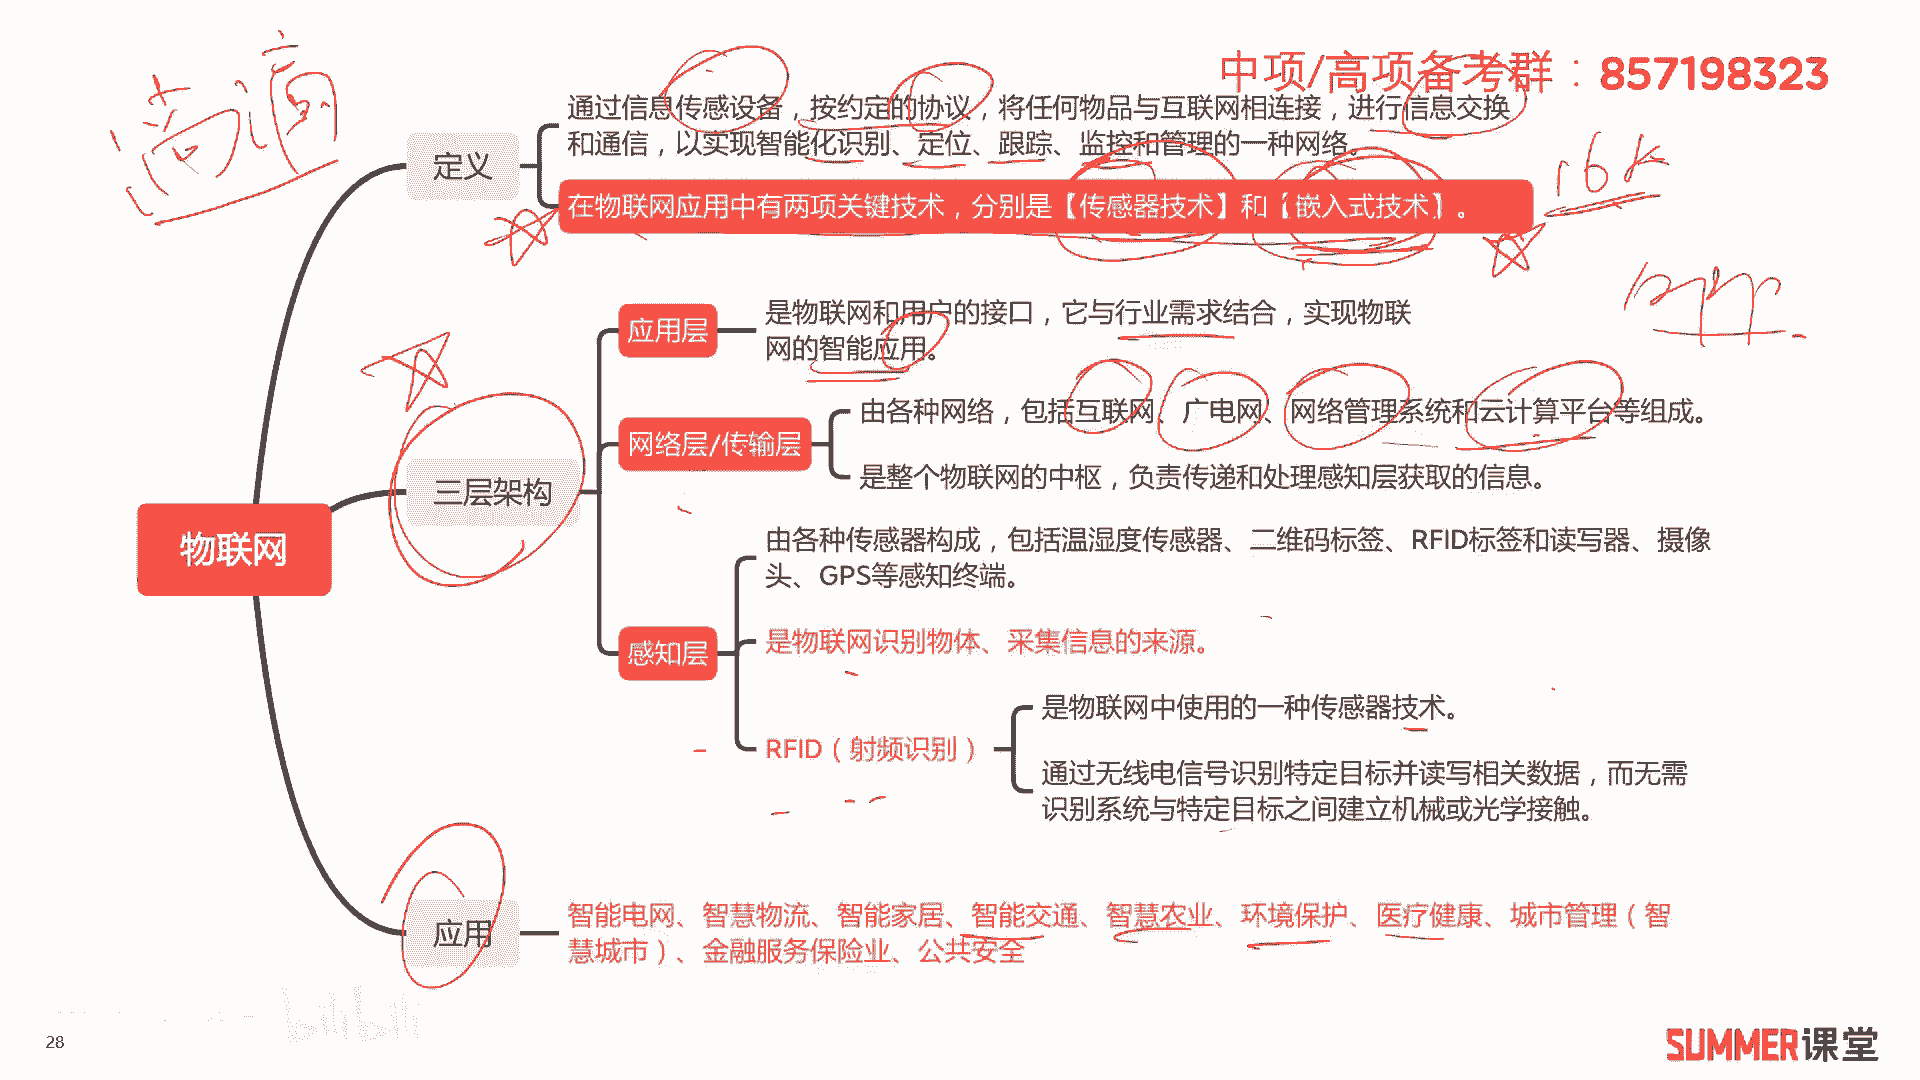 中项/高项备考群：857198323
通过信息传感设备，按约定的协议，将任何物品与互联网相连接，进行信息交换
和通信，以实现智能化识别、定位、跟踪、监控和管理的一种网络。
定义
在物联网应用中有两项关键技术，分别是【传感器技术】和【嵌入式技术】。
应用层
是物联网和用户的接口，它与行业需求结合，实现物联
网的智能应用。
由各种网络，包括互联网、广电网、网络管理系统和云计算平台等组成。
网络层/传输层
是整个物联网的中枢，负责传递和处理感知层获取的信息。
三层架构
物联网
由各种传感器构成，包括温湿度传感器、二维码标签、RFID标签和读写器、摄像
头、GPS等感知终端。
感知层
是物联网识别物体、采集信息的来源。
RFID（射频识别）
是物联网中使用的一种传感器技术。
通过无线电信号识别特定目标并读写相关数据，而无需
识别系统与特定目标之间建立机械或光学接触。
应用
智能电网、智慧物流、智能家居、智能交通、智慧农业、环境保护、医疗健康、城市管理（智
慧城市）、金融服务保险业、公共安全
bilibili
28
SUMMER课堂